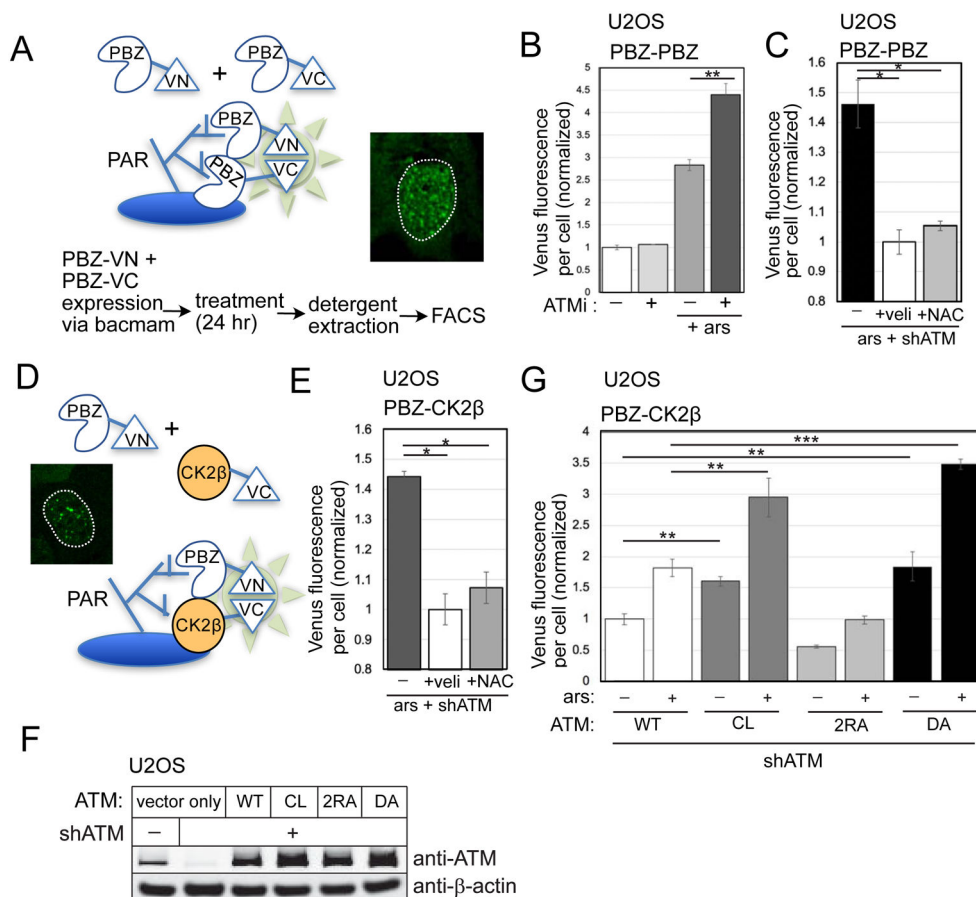 A
PBZ
VN
+
PBZ
VC
PBZ
VN
PAR
PBZ
VC
PBZ-VN +
PBZ-VC
expression
via bacmam
treatment
(24 hr)
detergent
extraction
FACS
B
U2OS
PBZ-PBZ
Venus fluorescence
per cell (normalized)
5
4.5
4
3.5
3
2.5
2
1.5
1
0.5
0
**
ATMi : – + – +
+ ars
C
U2OS
PBZ-PBZ
Venus fluorescence
per cell (normalized)
1.6
1.5
1.4
1.3
1.2
1.1
1
0.9
0.8
*
*
– +veli +NAC
ars + shATM
D
PBZ
VN
+
CK2β
VC
PBZ
VN
PAR
CK2β
VC
E
U2OS
PBZ-CK2β
Venus fluorescence
per cell (normalized)
1.6
1.5
1.4
1.3
1.2
1.1
1
0.9
0.8
*
*
– +veli +NAC
ars + shATM
G
U2OS
PBZ-CK2β
Venus fluorescence
per cell (normalized)
4
3.5
3
2.5
2
1.5
1
0.5
0
***
**
**
**
ars: – + – + – + – +
ATM: WT CL 2RA DA
shATM
F
U2OS
ATM: vector only WT CL 2RA DA
shATM – +
anti-ATM
anti-β-actin